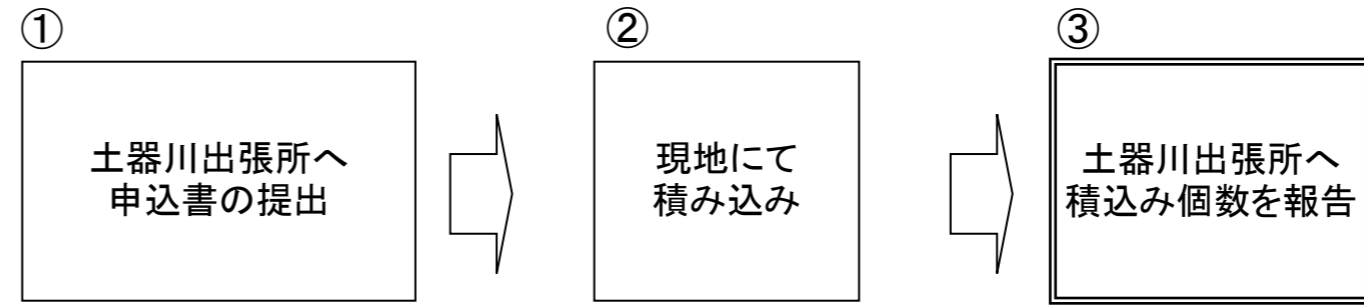 ①
土器川出張所へ
申込書の提出
②
現地にて
積み込み
③
土器川出張所へ
積込み個数を報告